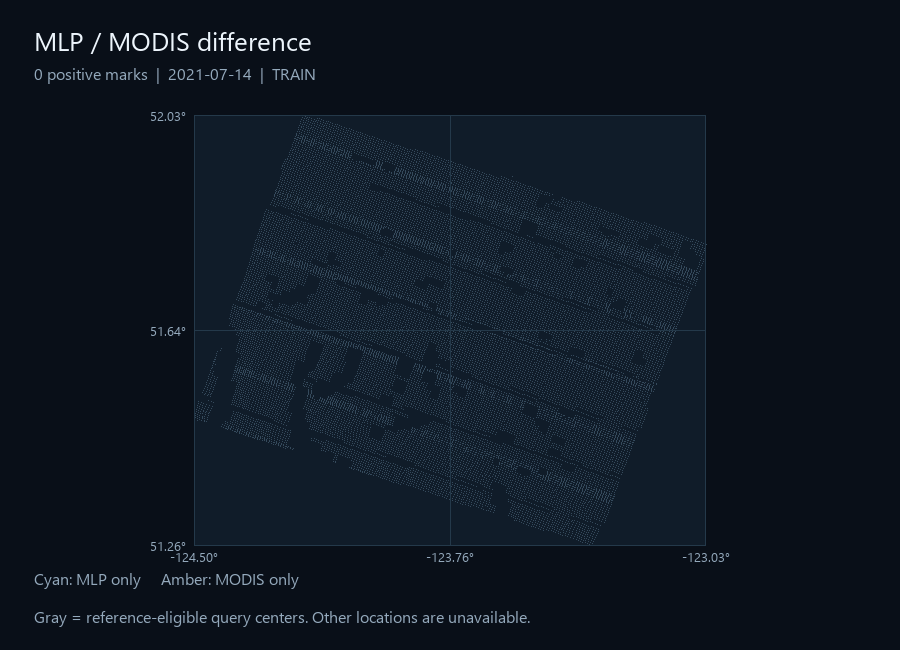 MLP / MODIS difference
0 positive marks | 2021-07-14 | TRAIN
52.03°
51.64°
51.26°
-124.50° -123.76° -123.03°
Cyan: MLP only Amber: MODIS only
Gray = reference-eligible query centers. Other locations are unavailable.